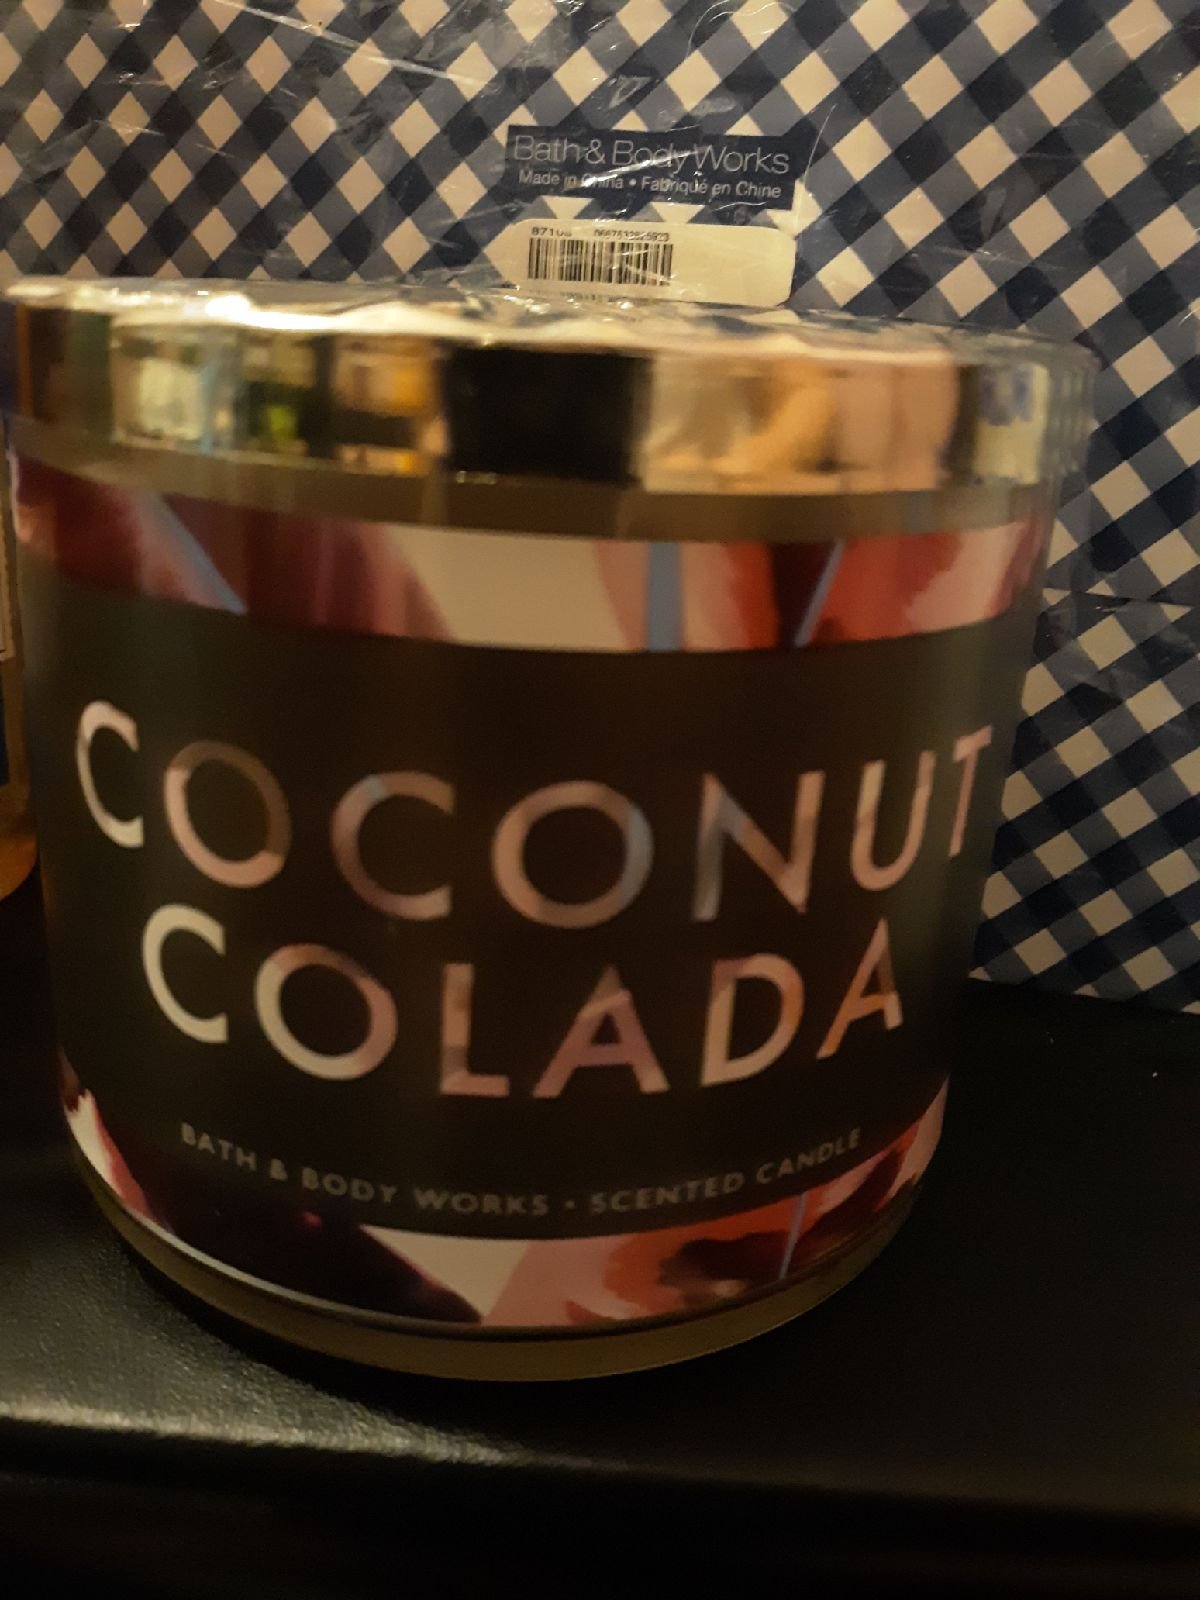 Bath & Body Works
Made in China • Fabriqué en Chine
COCONUT
COLADA
BATH & BODY WORKS • SCENTED CANDLE